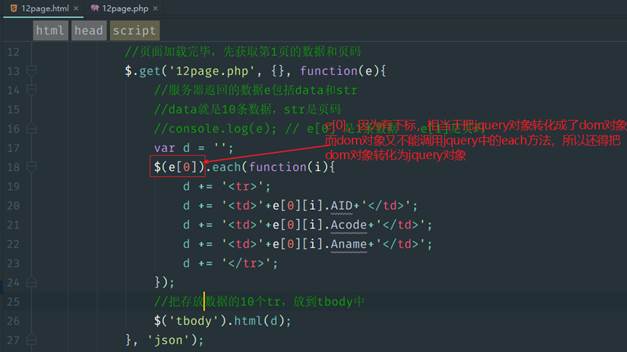 12page.html × 12page.php ×
html head script
12 //页面加载完毕，先获取第1页的数据和页码
13 $.get('12page.php', {}, function(e){
14 //服务器返回的数据e包括data和str
15 //data就是10条数据，str是页码
16 //console.log(e); // e[0] 是1条数据 e[1]是页码
e[0]，因为有下标，相当于把jquery对象转化成了dom对象
而dom对象又不能调用jquery中的each方法，所以还得把
dom对象转化为jquery对象
17 var d = '';
18 $(e[0]).each(function(i){
19 d += '<tr>';
20 d += '<td>'+e[0][i].AID+'</td>';
21 d += '<td>'+e[0][i].Acode+'</td>';
22 d += '<td>'+e[0][i].Aname+'</td>';
23 d += '</tr>';
24 });
25 //把存放数据的10个tr，放到tbody中
26 $('tbody').html(d);
27 }, 'json');